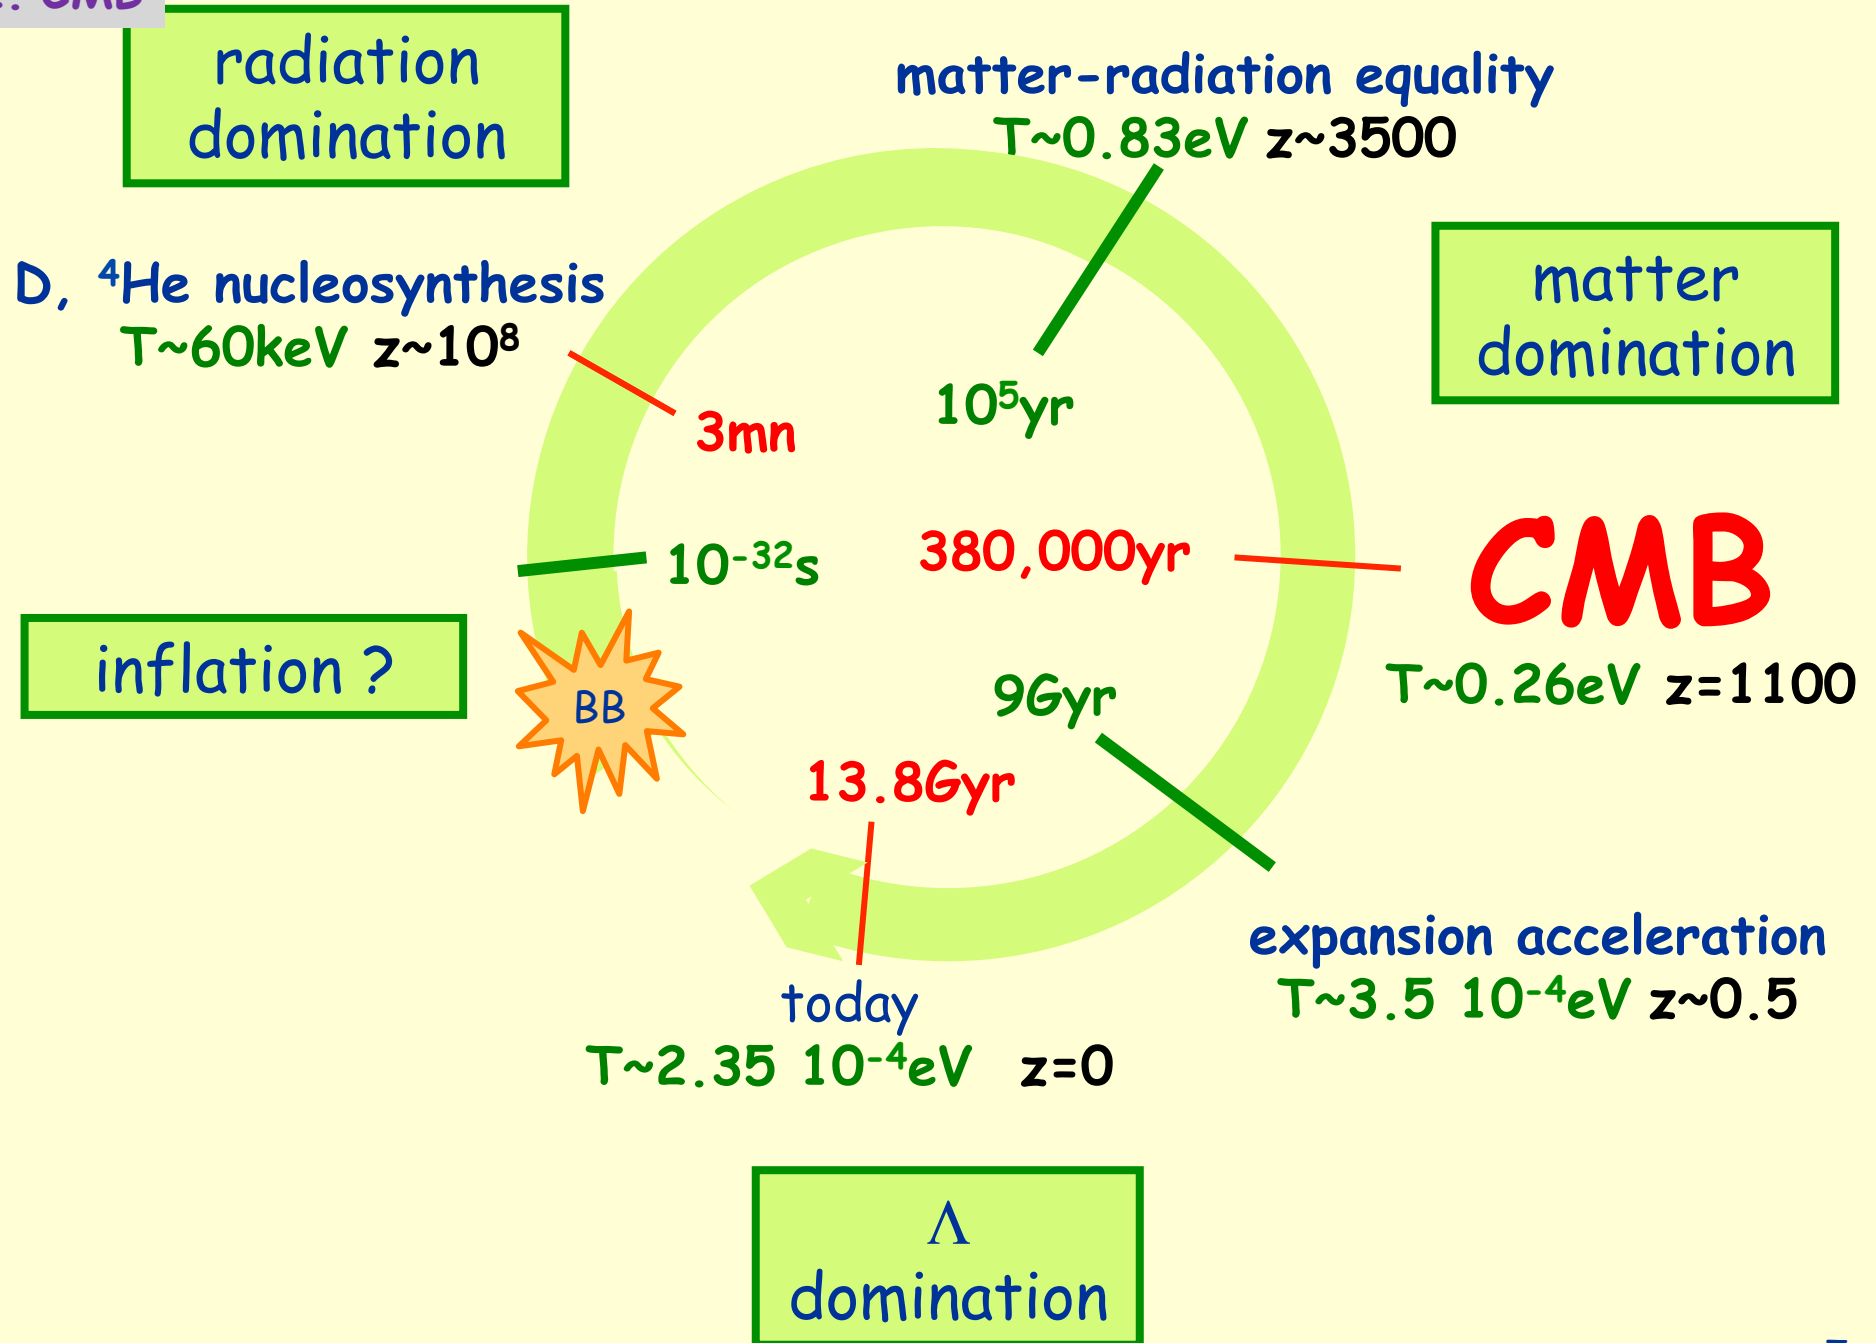 CMB
radiation
domination
matter-radiation equality
T~0.83eV z~3500
D, ⁴He nucleosynthesis
T~60keV z~10⁸
matter
domination
3mn
10⁵yr
10⁻³²s
380,000yr
CMB
T~0.26eV z=1100
inflation ?
BB
9Gyr
13.8Gyr
expansion acceleration
T~3.5 10⁻⁴eV z~0.5
today
T~2.35 10⁻⁴eV z=0
Λ
domination